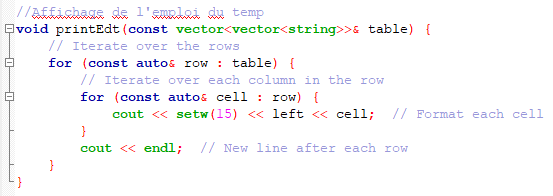 //Affichage de l'emploi du temp
void printEdt(const vector<vector<string>>& table) {
    // Iterate over the rows
    for (const auto& row : table) {
        // Iterate over each column in the row
        for (const auto& cell : row) {
            cout << setw(15) << left << cell;  // Format each cell
        }
        cout << endl;  // New line after each row
    }
}